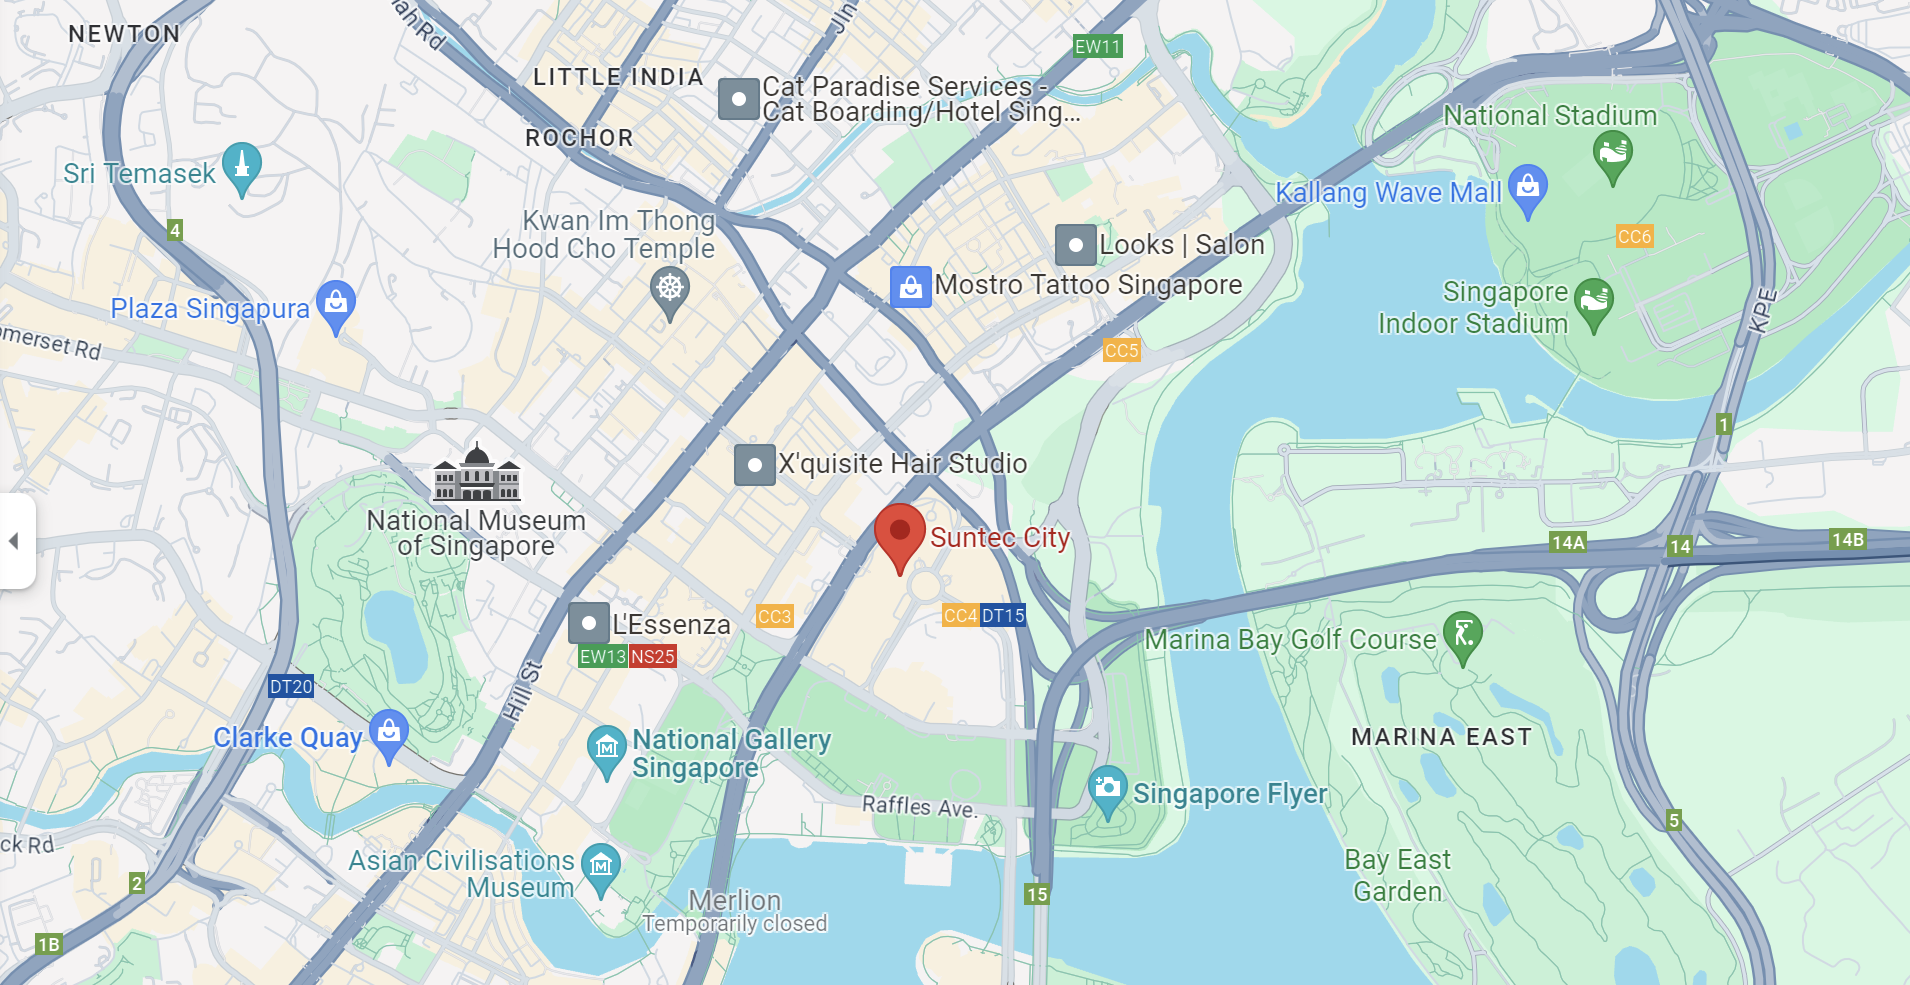 NEWTON
LITTLE INDIA
ROCHOR
Jln
EW11
Cat Paradise Services -
Cat Boarding/Hotel Sing...
National Stadium
Sri Temasek
Kallang Wave Mall
4
Kwan Im Thong
Hood Cho Temple
CC6
Looks | Salon
Mostro Tattoo Singapore
Plaza Singapura
Singapore
Indoor Stadium
KPE
CC5
1
X'quisite Hair Studio
National Museum
of Singapore
Suntec City
14A
14
14B
CC3
CC4
DT15
L'Essenza
EW13
NS25
Marina Bay Golf Course
DT20
Hill St
Clarke Quay
National Gallery
Singapore
MARINA EAST
Singapore Flyer
Raffles Ave.
5
ck Rd
Asian Civilisations
Museum
Bay East
Garden
2
15
Merlion
Temporarily closed
1B